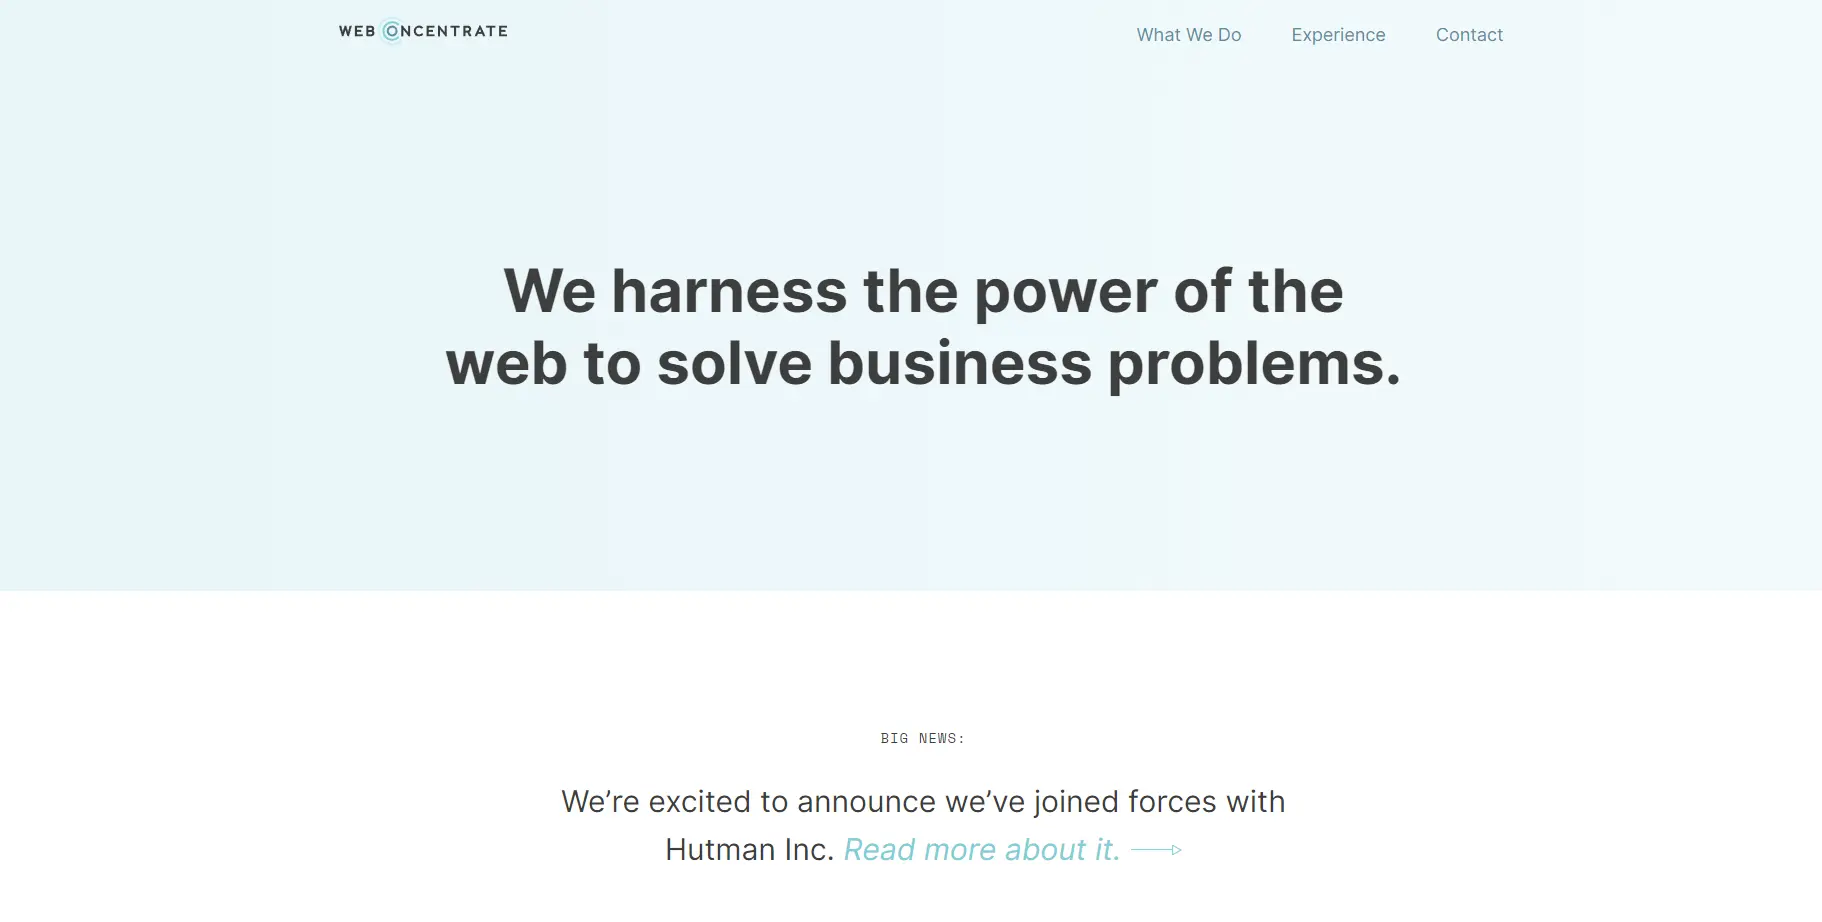 WEB ONCENTRATE
What We Do
Experience
Contact
We harness the power of the
web to solve business problems.
BIG NEWS:
We’re excited to announce we’ve joined forces with
Hutman Inc. Read more about it.